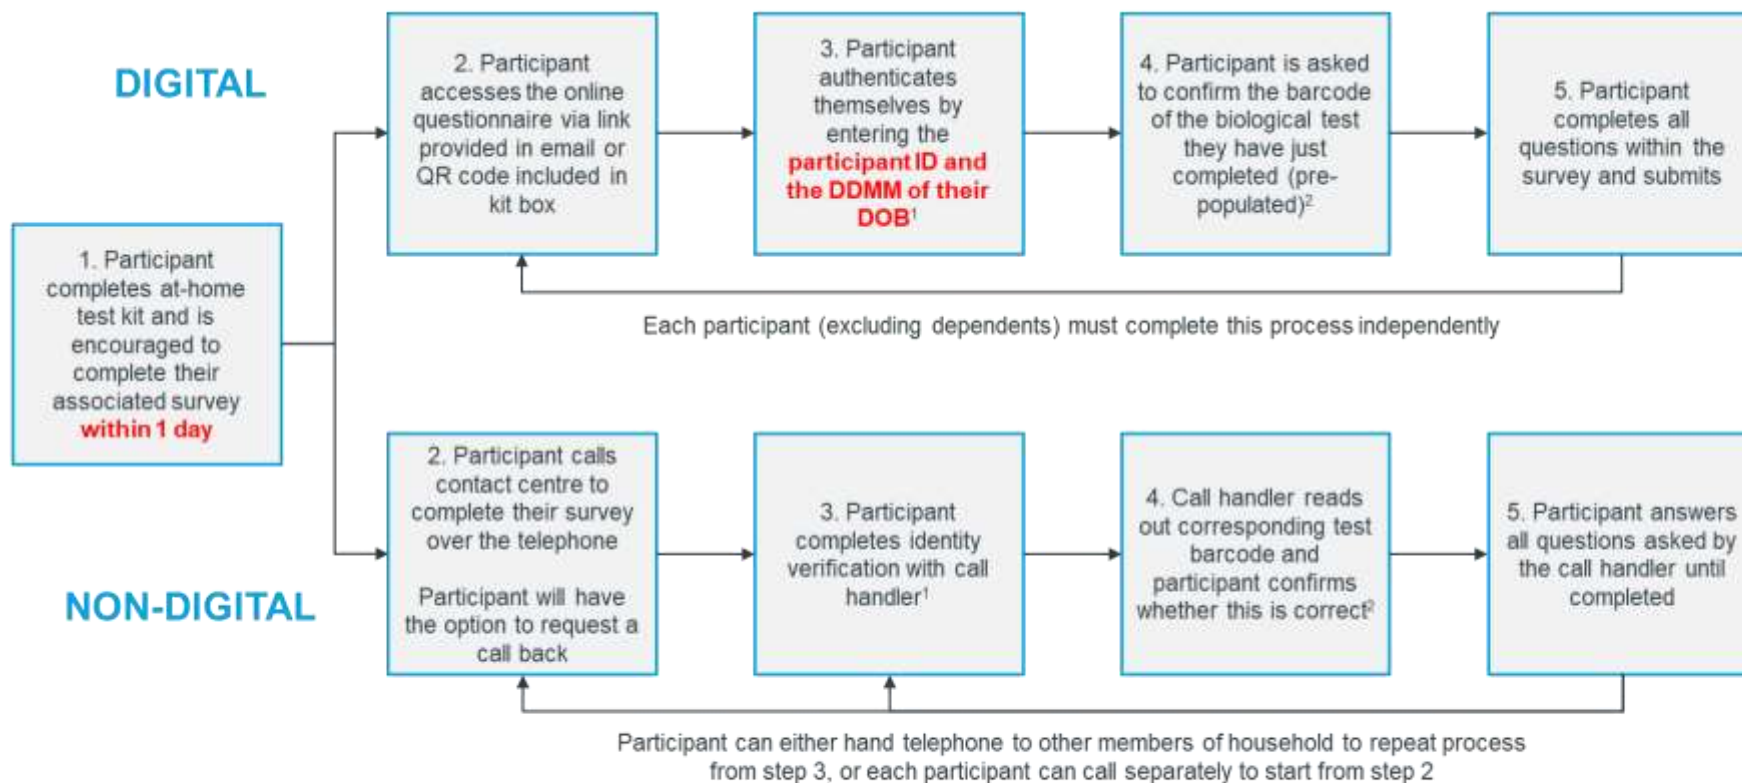 DIGITAL
1. Participant
completes at-home
test kit and is
encouraged to
complete their
associated survey
within 1 day
2. Participant
accesses the online
questionnaire via link
provided in email or
QR code included in
kit box
3. Participant
authenticates
themselves by
entering the
participant ID and
the DDMM of their
DOB¹
4. Participant is asked
to confirm the barcode
of the biological test
they have just
completed (pre-
populated)²
5. Participant
completes all
questions within the
survey and submits
Each participant (excluding dependents) must complete this process independently
NON-DIGITAL
2. Participant calls
contact centre to
complete their survey
over the telephone
Participant will have
the option to request a
call back
3. Participant
completes identity
verification with call
handler¹
4. Call handler reads
out corresponding test
barcode and
participant confirms
whether this is correct²
5. Participant answers
all questions asked by
the call handler until
completed
Participant can either hand telephone to other members of household to repeat process
from step 3, or each participant can call separately to start from step 2